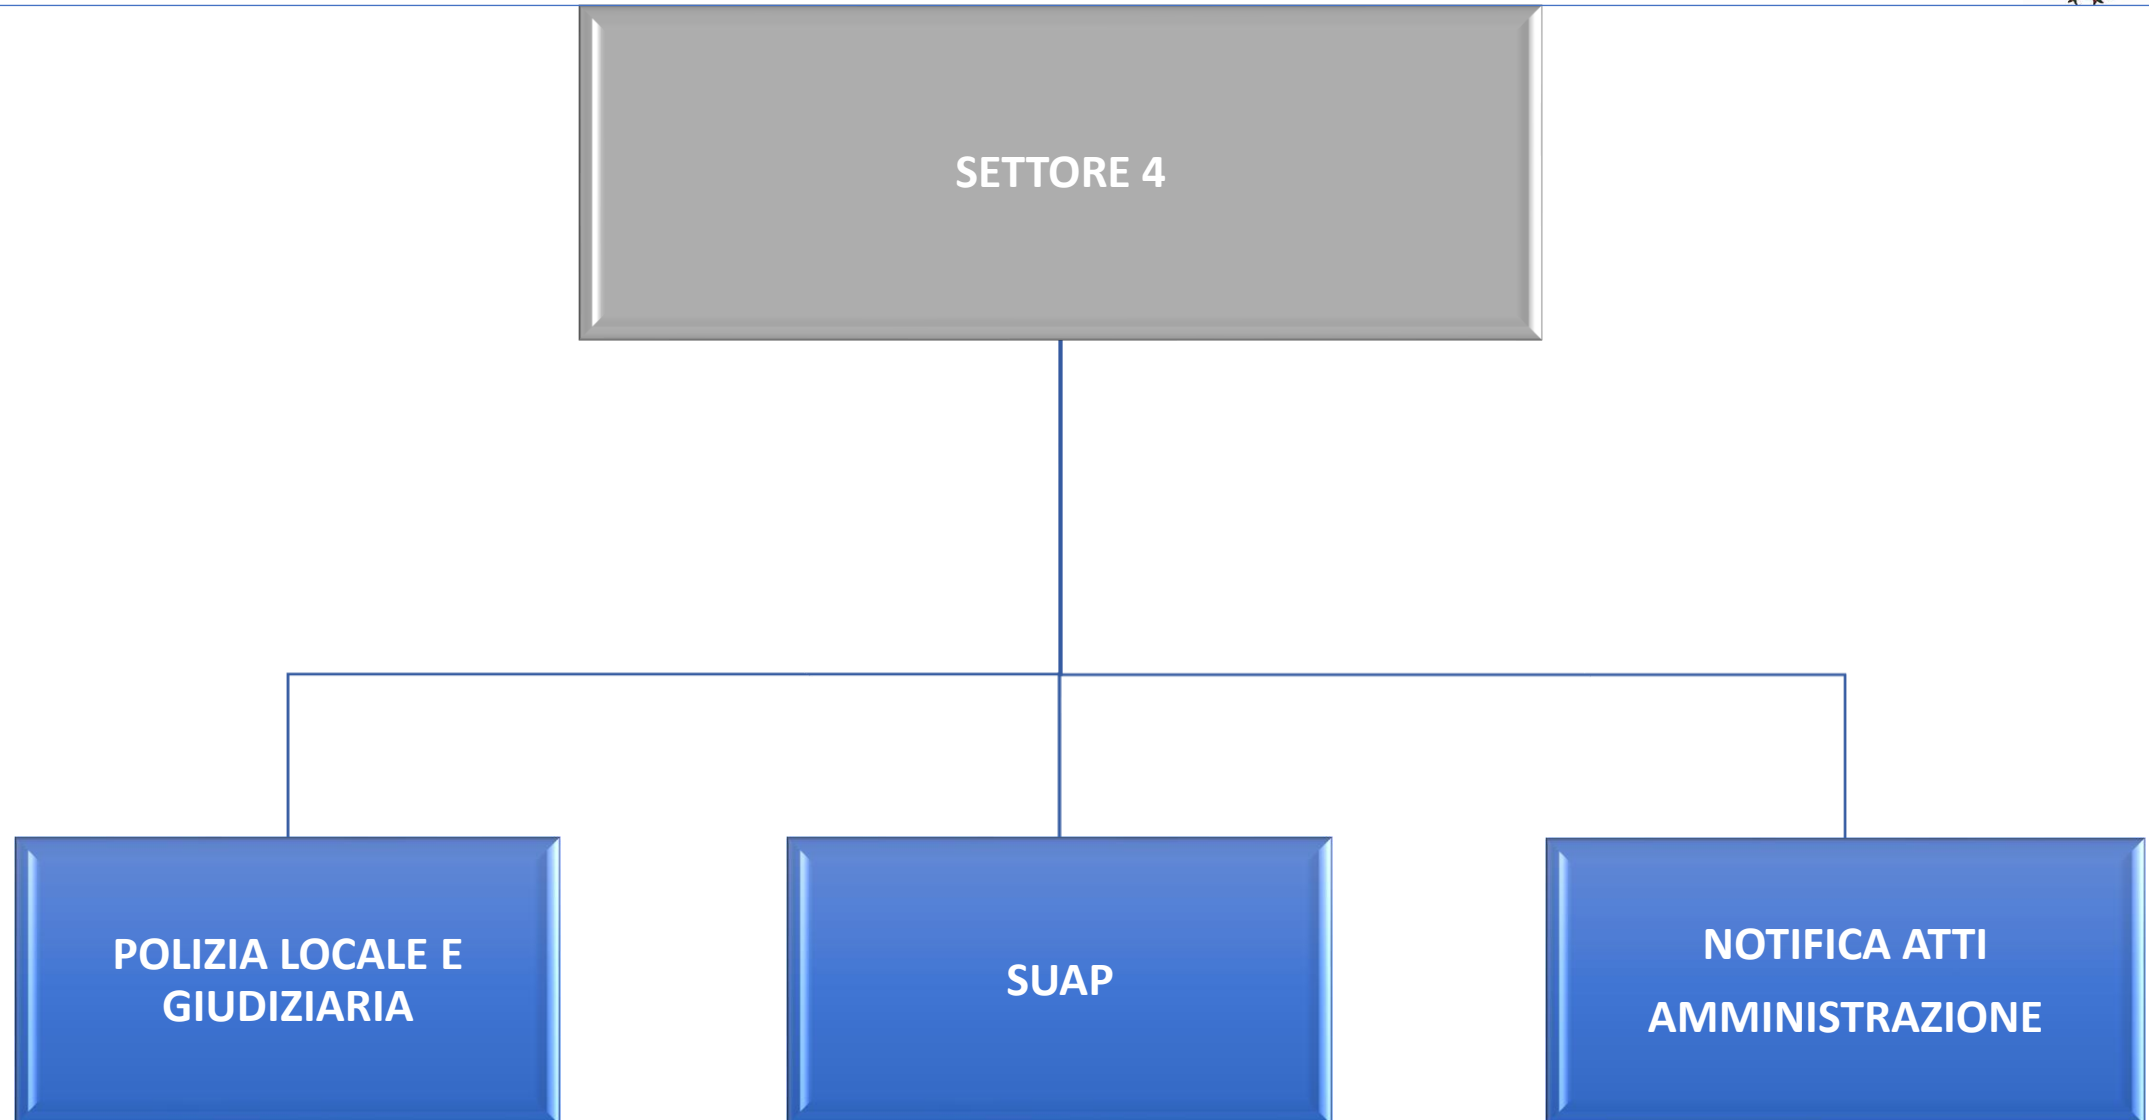 SETTORE 4
POLIZIA LOCALE E
GIUDIZIARIA
SUAP
NOTIFICA ATTI
AMMINISTRAZIONE